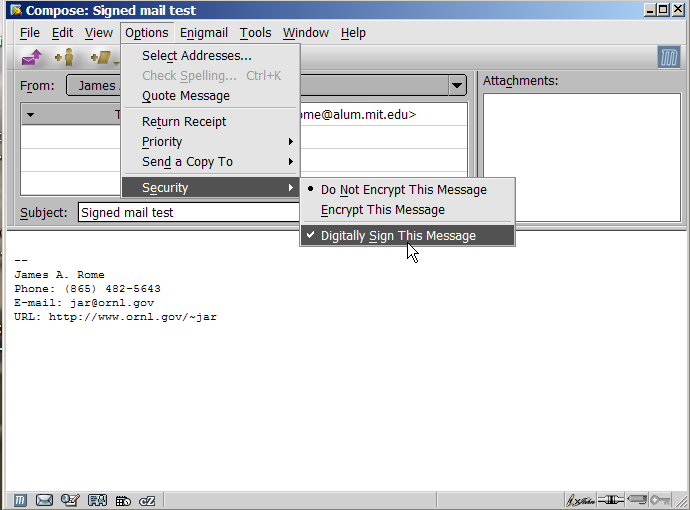 Compose: Signed mail test
File Edit View Options Enigmail Tools Window Help
Select Addresses...
Check Spelling... Ctrl+K
Quote Message
Return Receipt
Priority
Send a Copy To
Security
Do Not Encrypt This Message
Encrypt This Message
Digitally Sign This Message
From: James
Attachments:
ome@alum.mit.edu>
Subject: Signed mail test
--
James A. Rome
Phone: (865) 482-5643
E-mail: jar@ornl.gov
URL: http://www.ornl.gov/~jar